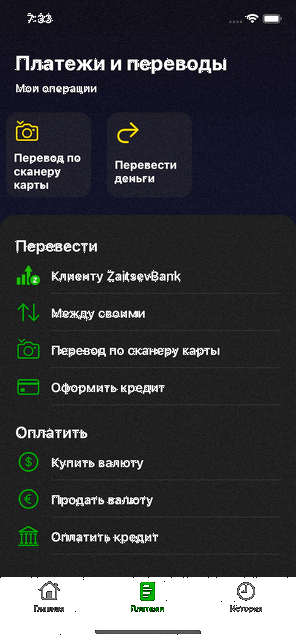 7:33
Платежи и переводы
Мои операции
Перевод по
сканеру
карты
Перевести
деньги
Перевести
Клиенту ZaitsevBank
Между своими
Перевод по сканеру карты
Оформить кредит
Оплатить
Купить валюту
Продать валюту
Оплатить кредит
Главная
Платежи
История